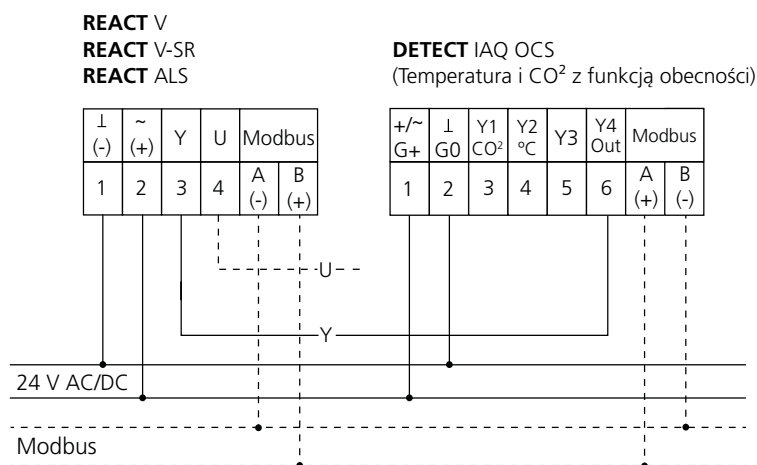 REACT V
REACT V-SR
REACT ALS
DETECT IAQ OCS
(Temperatura i CO² z funkcją obecności)
⊥ (-) ~ (+) Y U Modbus
1 2 3 4 A (-) B (+)
+/~ G+ ⊥ G0 Y1 CO² Y2 ºC Y3 Y4 Out Modbus
1 2 3 4 5 6 A (+) B (-)
U
Y
24 V AC/DC
Modbus